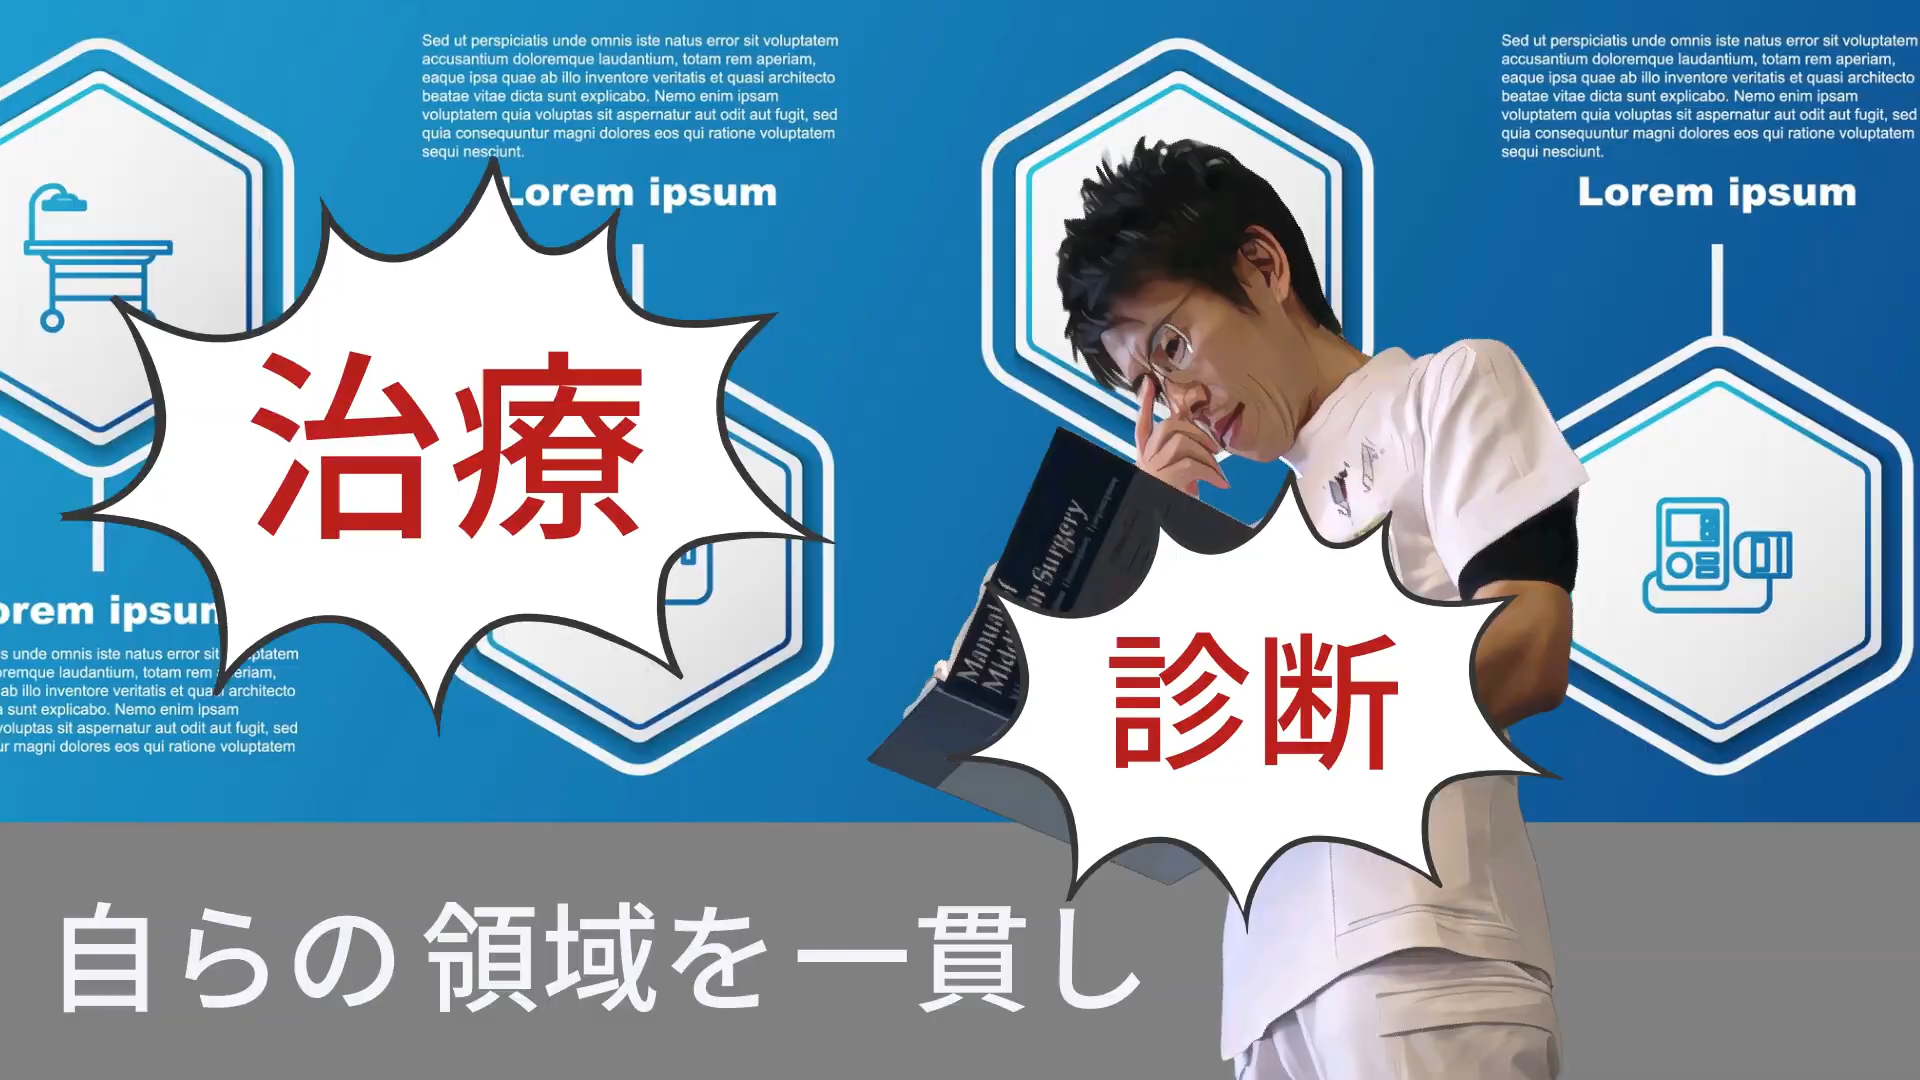 Sed ut perspiciatis unde omnis iste natus error sit voluptatem
accusantium doloremque laudantium, totam rem aperiam,
eaque ipsa quae ab illo inventore veritatis et quasi architecto
beatae vitae dicta sunt explicabo. Nemo enim ipsam
voluptatem quia voluptas sit aspernatur aut odit aut fugit, sed
quia consequuntur magni dolores eos qui ratione voluptatem
sequi nesciunt.
Lorem ipsum
Sed ut perspiciatis unde omnis iste natus error sit voluptatem
accusantium doloremque laudantium, totam rem aperiam,
eaque ipsa quae ab illo inventore veritatis et quasi architecto
beatae vitae dicta sunt explicabo. Nemo enim ipsam
voluptatem quia voluptas sit aspernatur aut odit aut fugit, sed
quia consequuntur magni dolores eos qui ratione voluptatem
sequi nesciunt.
Lorem ipsum
治療
Surgery
Manual of
診断
orem ipsum
s unde omnis iste natus error sit voluptatem
oremque laudantium, totam rem aperiam,
ab illo inventore veritatis et quasi architecto
a sunt explicabo. Nemo enim ipsam
voluptas sit aspernatur aut odit aut fugit, sed
ur magni dolores eos qui ratione voluptatem
自らの領域を一貫し